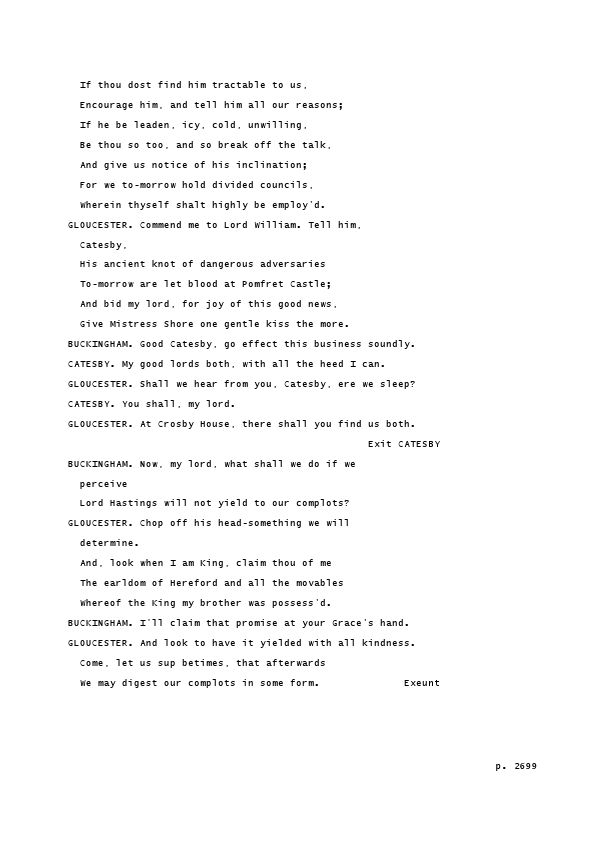 If thou dost find him tractable to us,
Encourage him, and tell him all our reasons;
If he be leaden, icy, cold, unwilling,
Be thou so too, and so break off the talk,
And give us notice of his inclination;
For we to-morrow hold divided councils,
Wherein thyself shalt highly be employ'd.
GLOUCESTER. Commend me to Lord William. Tell him,
Catesby,
His ancient knot of dangerous adversaries
To-morrow are let blood at Pomfret Castle;
And bid my lord, for joy of this good news,
Give Mistress Shore one gentle kiss the more.
BUCKINGHAM. Good Catesby, go effect this business soundly.
CATESBY. My good lords both, with all the heed I can.
GLOUCESTER. Shall we hear from you, Catesby, ere we sleep?
CATESBY. You shall, my lord.
GLOUCESTER. At Crosby House, there shall you find us both.
Exit CATESBY
BUCKINGHAM. Now, my lord, what shall we do if we
perceive
Lord Hastings will not yield to our complots?
GLOUCESTER. Chop off his head-something we will
determine.
And, look when I am King, claim thou of me
The earldom of Hereford and all the movables
Whereof the King my brother was possess'd.
BUCKINGHAM. I'll claim that promise at your Grace's hand.
GLOUCESTER. And look to have it yielded with all kindness.
Come, let us sup betimes, that afterwards
We may digest our complots in some form. Exeunt
p. 2699